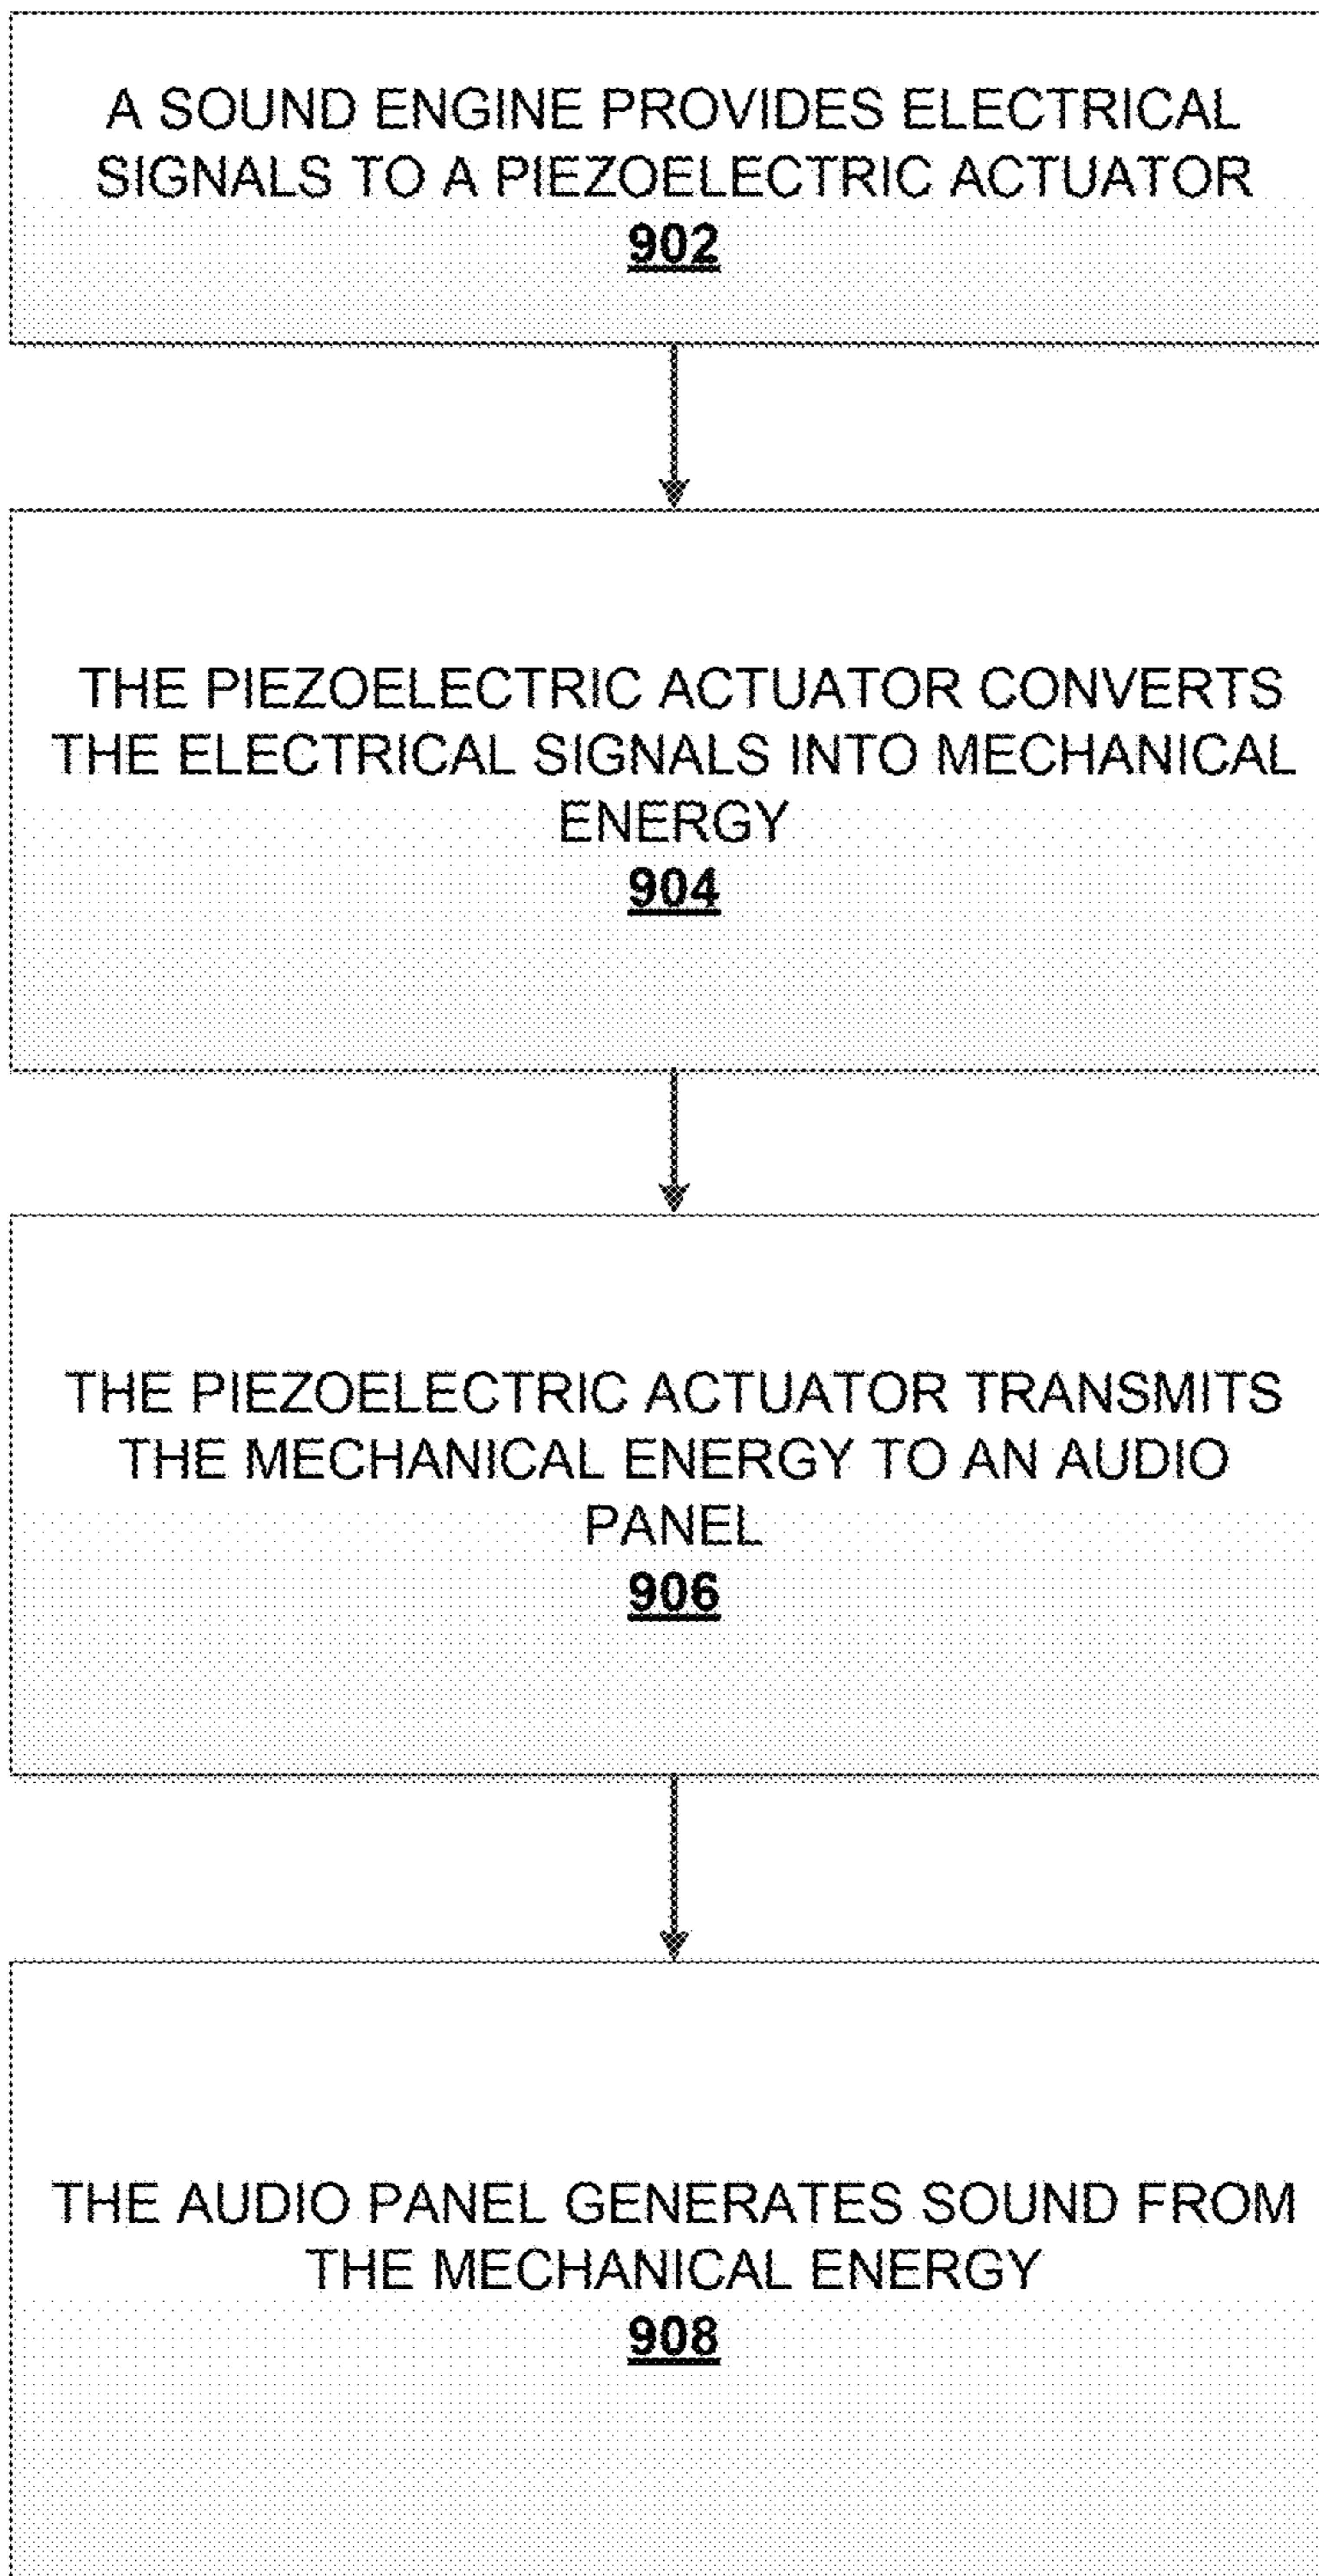 A SOUND ENGINE PROVIDES ELECTRICAL
SIGNALS TO A PIEZOELECTRIC ACTUATOR
902
THE PIEZOELECTRIC ACTUATOR CONVERTS
THE ELECTRICAL SIGNALS INTO MECHANICAL
ENERGY
904
THE PIEZOELECTRIC ACTUATOR TRANSMITS
THE MECHANICAL ENERGY TO AN AUDIO
PANEL
906
THE AUDIO PANEL GENERATES SOUND FROM
THE MECHANICAL ENERGY
908